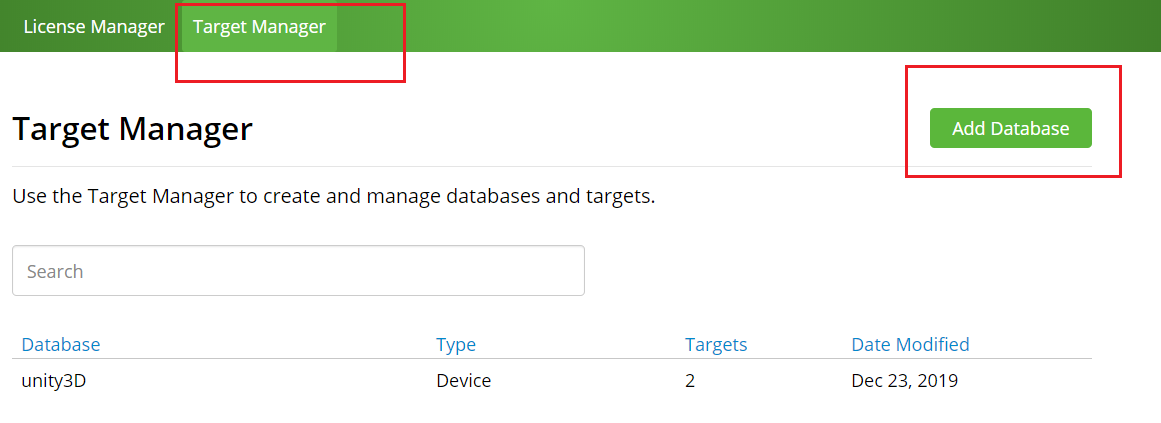 License Manager Target Manager
Target Manager
Add Database
Use the Target Manager to create and manage databases and targets.
Search
Database Type Targets Date Modified
unity3D Device 2 Dec 23, 2019